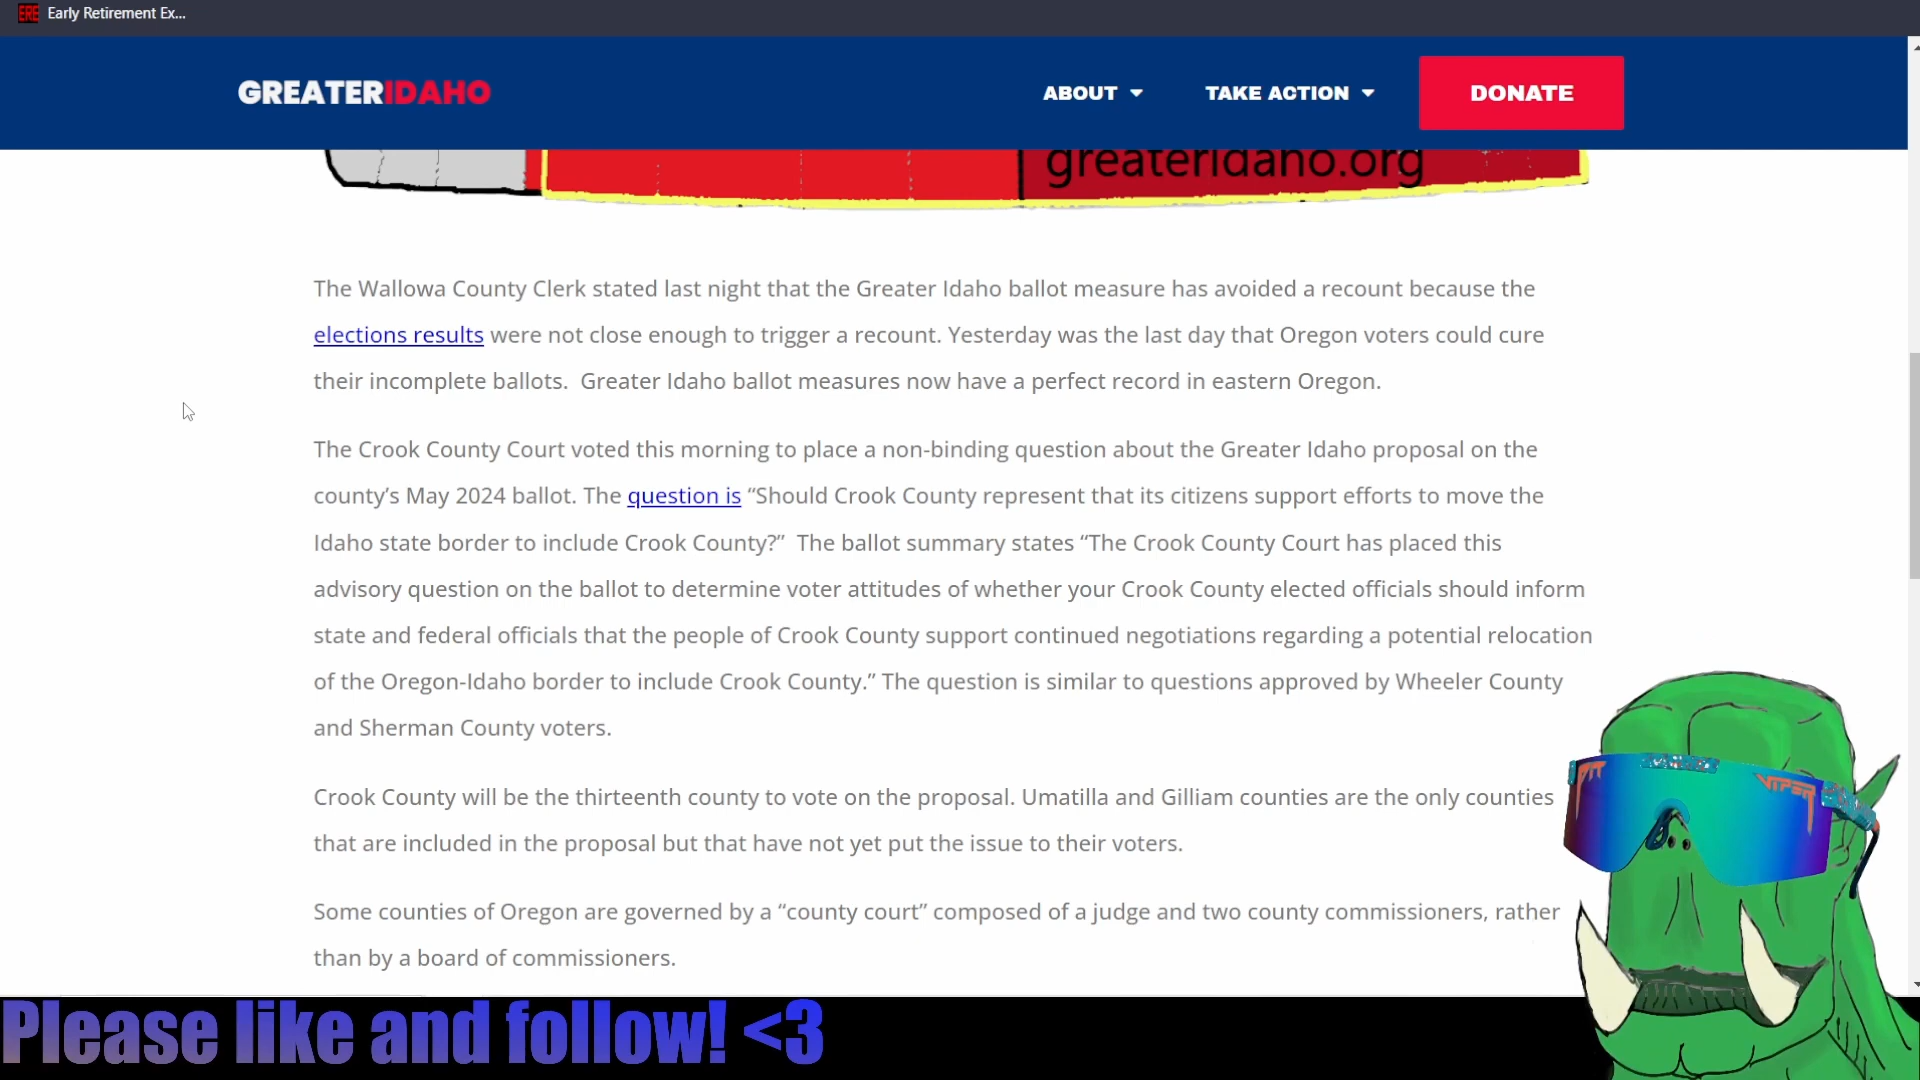 ERE Early Retirement Ex...
GREATERIDAHO ABOUT TAKE ACTION DONATE
greateridaho.org
The Wallowa County Clerk stated last night that the Greater Idaho ballot measure has avoided a recount because the
elections results were not close enough to trigger a recount. Yesterday was the last day that Oregon voters could cure
their incomplete ballots.  Greater Idaho ballot measures now have a perfect record in eastern Oregon.
The Crook County Court voted this morning to place a non-binding question about the Greater Idaho proposal on the
county’s May 2024 ballot. The question is “Should Crook County represent that its citizens support efforts to move the
Idaho state border to include Crook County?”  The ballot summary states “The Crook County Court has placed this
advisory question on the ballot to determine voter attitudes of whether your Crook County elected officials should inform
state and federal officials that the people of Crook County support continued negotiations regarding a potential relocation
of the Oregon-Idaho border to include Crook County.” The question is similar to questions approved by Wheeler County
and Sherman County voters.
Crook County will be the thirteenth county to vote on the proposal. Umatilla and Gilliam counties are the only counties
that are included in the proposal but that have not yet put the issue to their voters.
Some counties of Oregon are governed by a “county court” composed of a judge and two county commissioners, rather
than by a board of commissioners.
PIT VIPER
Please like and follow! <3